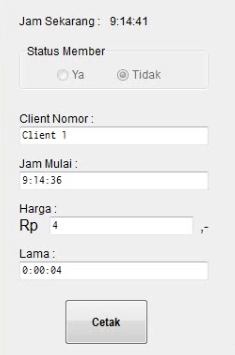 Jam Sekarang : 9:14:41
Status Member
Ya Tidak
Client Nomor :
Client 1
Jam Mulai :
9:14:36
Harga :
Rp 4 ,-
Lama :
0:00:04
Cetak